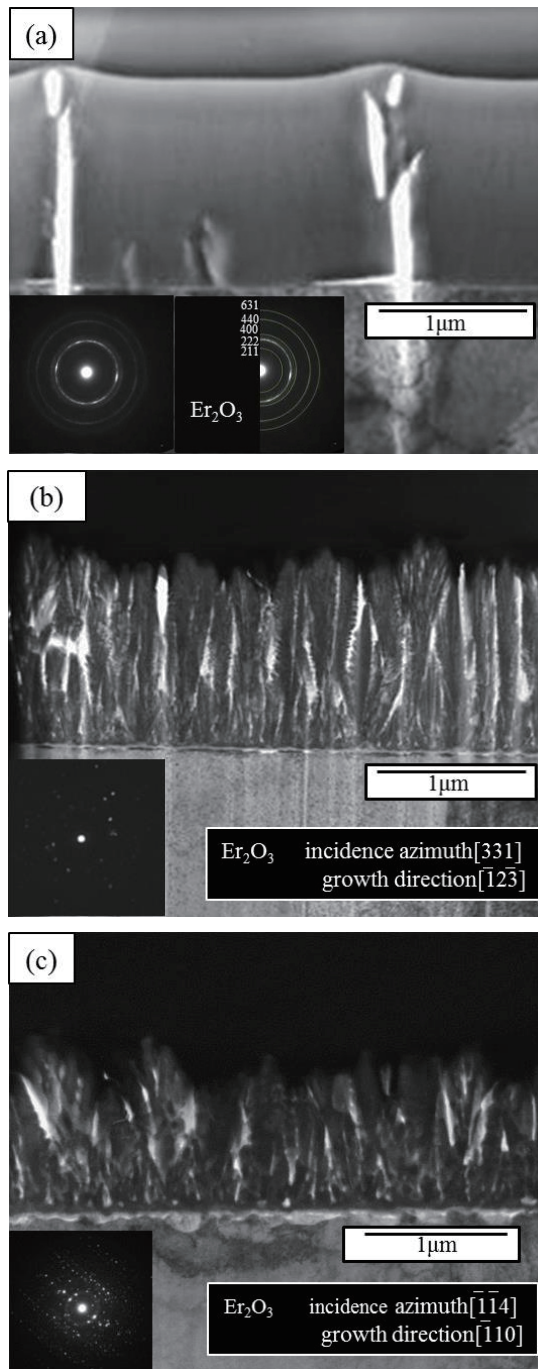 (a)
631
440
400
222
211
Er₂O₃
1μm
(b)
1μm
Er₂O₃ incidence azimuth[331]
growth direction[1̅23̅]
(c)
1μm
Er₂O₃ incidence azimuth[1̅1̅4]
growth direction[1̅10]